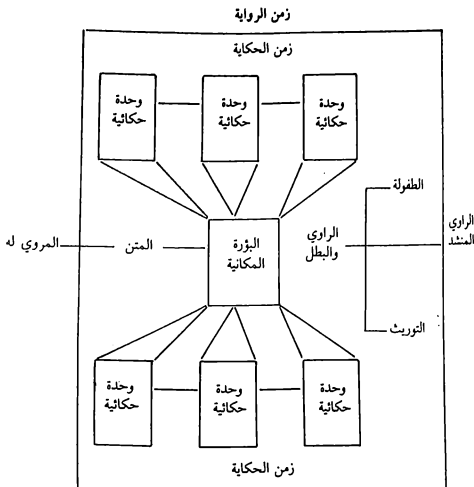 زمن الرواية
زمن الحكاية
وحدة
حكائية
وحدة
حكائية
وحدة
حكائية
الطفولة
الراوي
المنشد
الراوي
والبطل
البؤرة
المكانية
المتن
المروي له
التوريث
وحدة
حكائية
وحدة
حكائية
وحدة
حكائية
زمن الحكاية